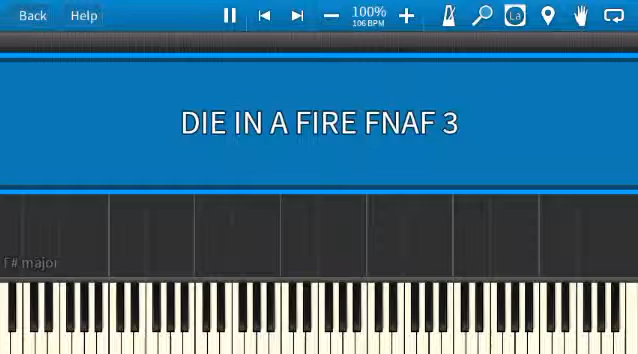 Back Help 100% La
106 BPM
DIE IN A FIRE FNAF 3
F# major